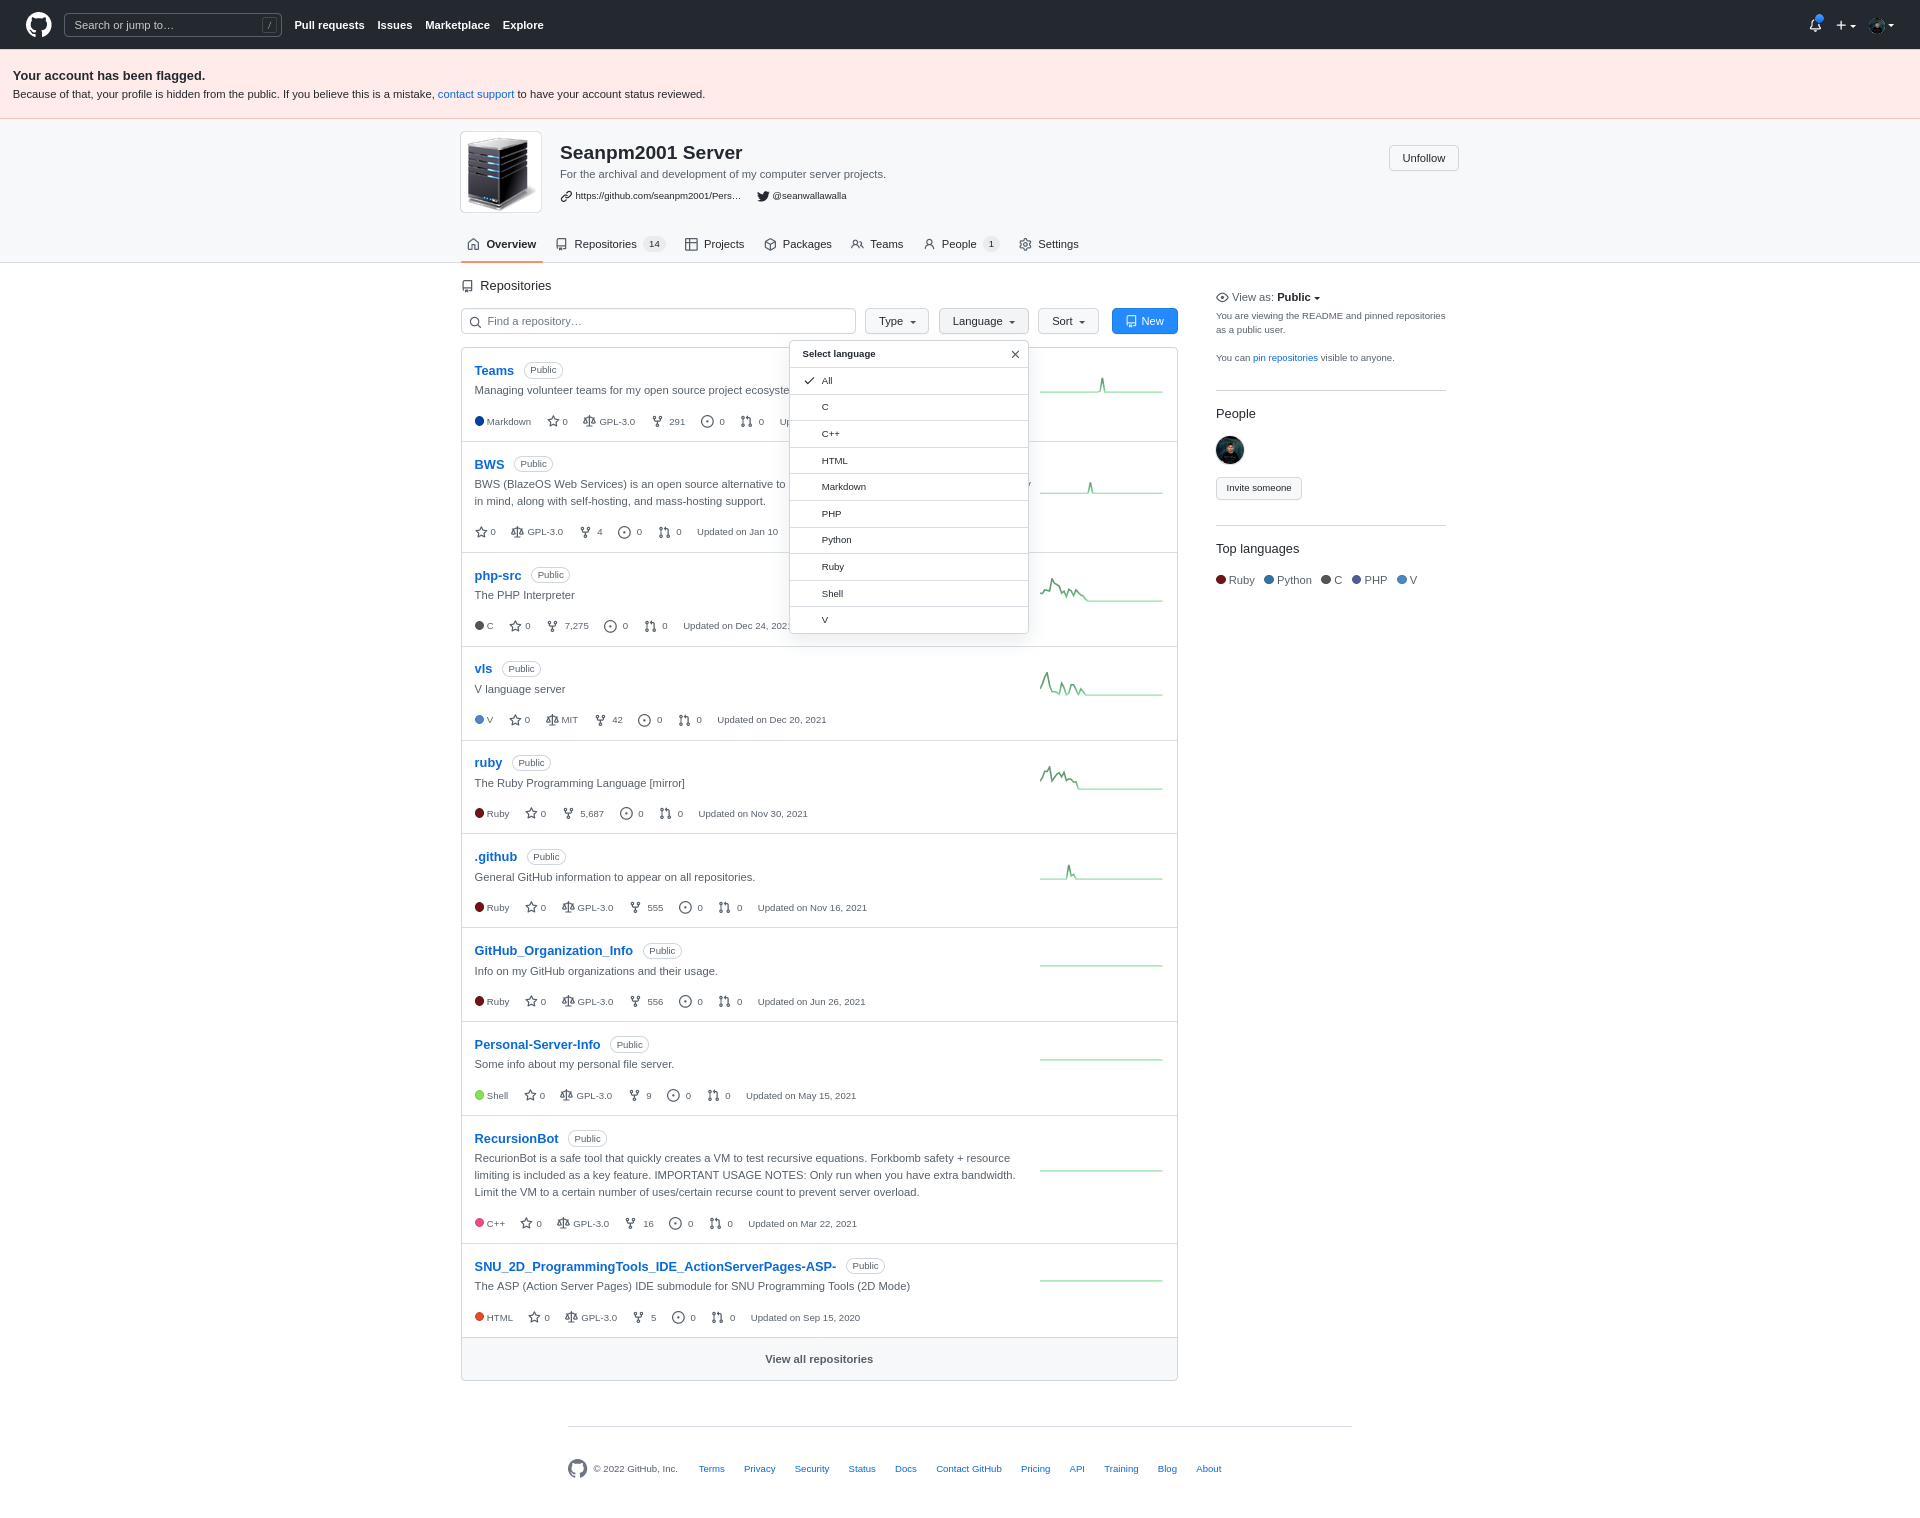 Search or jump to… /
Pull requests Issues Marketplace Explore
Your account has been flagged.
Because of that, your profile is hidden from the public. If you believe this is a mistake, contact support to have your account status reviewed.
Seanpm2001 Server
For the archival and development of my computer server projects.
https://github.com/seanpm2001/Pers… @seanwallawalla
Unfollow
Overview Repositories 14 Projects Packages Teams People 1 Settings
Repositories
Find a repository…
Type Language Sort New
Select language
All
C
C++
HTML
Markdown
PHP
Python
Ruby
Shell
V
Teams Public
Managing volunteer teams for my open source project ecosyste
Markdown 0 GPL-3.0 291 0 0 Up
BWS Public
BWS (BlazeOS Web Services) is an open source alternative to
in mind, along with self-hosting, and mass-hosting support.
0 GPL-3.0 4 0 0 Updated on Jan 10
php-src Public
The PHP Interpreter
C 0 7,275 0 0 Updated on Dec 24, 2021
vls Public
V language server
V 0 MIT 42 0 0 Updated on Dec 20, 2021
ruby Public
The Ruby Programming Language [mirror]
Ruby 0 5,687 0 0 Updated on Nov 30, 2021
.github Public
General GitHub information to appear on all repositories.
Ruby 0 GPL-3.0 555 0 0 Updated on Nov 16, 2021
GitHub_Organization_Info Public
Info on my GitHub organizations and their usage.
Ruby 0 GPL-3.0 556 0 0 Updated on Jun 26, 2021
Personal-Server-Info Public
Some info about my personal file server.
Shell 0 GPL-3.0 9 0 0 Updated on May 15, 2021
RecursionBot Public
RecurionBot is a safe tool that quickly creates a VM to test recursive equations. Forkbomb safety + resource
limiting is included as a key feature. IMPORTANT USAGE NOTES: Only run when you have extra bandwidth.
Limit the VM to a certain number of uses/certain recurse count to prevent server overload.
C++ 0 GPL-3.0 16 0 0 Updated on Mar 22, 2021
SNU_2D_ProgrammingTools_IDE_ActionServerPages-ASP- Public
The ASP (Action Server Pages) IDE submodule for SNU Programming Tools (2D Mode)
HTML 0 GPL-3.0 5 0 0 Updated on Sep 15, 2020
View all repositories
View as: Public
You are viewing the README and pinned repositories
as a public user.
You can pin repositories visible to anyone.
People
Invite someone
Top languages
Ruby Python C PHP V
© 2022 GitHub, Inc. Terms Privacy Security Status Docs Contact GitHub Pricing API Training Blog About